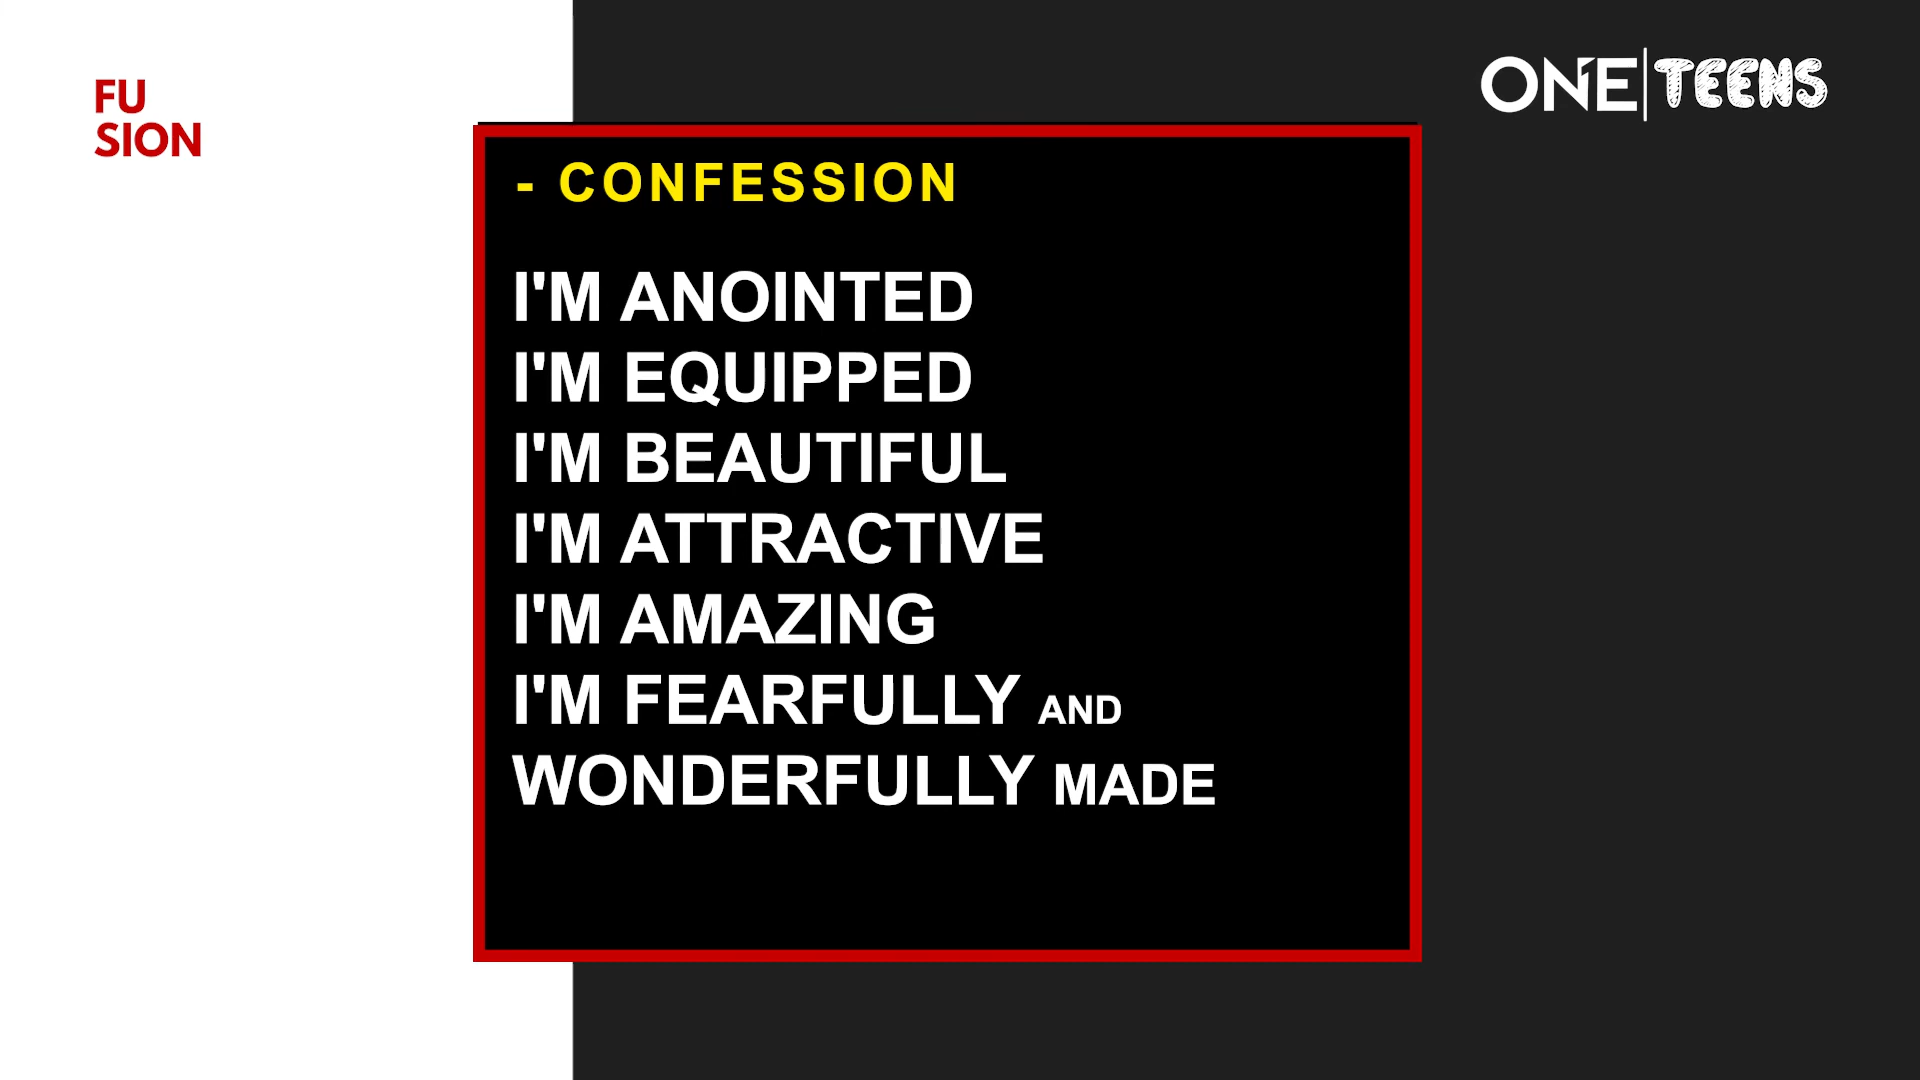 FU
SION
ONE|TEENS
- CONFESSION
I'M ANOINTED
I'M EQUIPPED
I'M BEAUTIFUL
I'M ATTRACTIVE
I'M AMAZING
I'M FEARFULLY AND
WONDERFULLY MADE